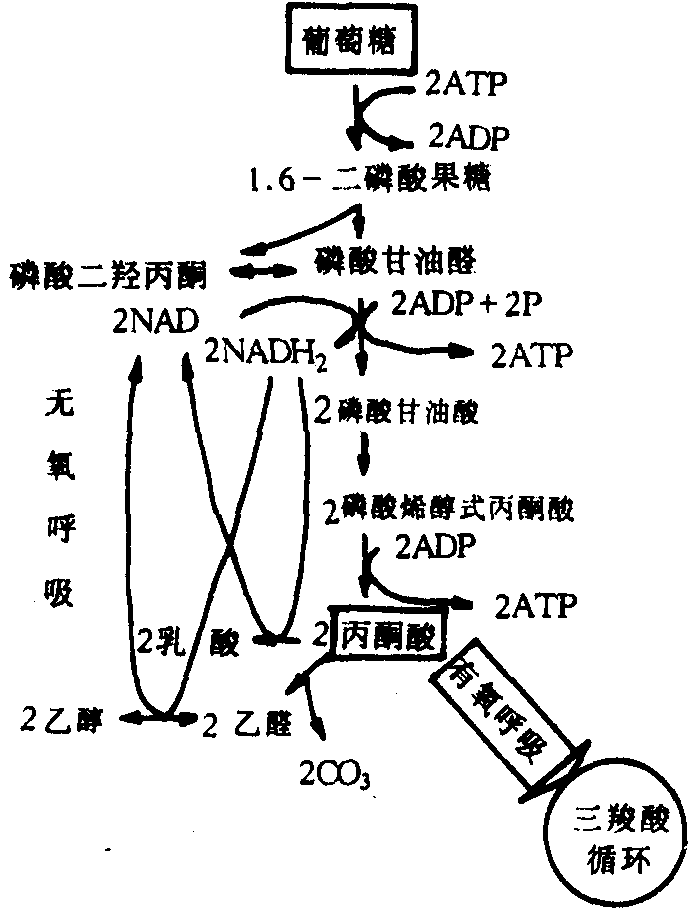 葡萄糖
2ATP
2ADP
1.6-二磷酸果糖
磷酸二羟丙酮
磷酸甘油醛
2NAD
2ADP+2P
2NADH₂
2ATP
无氧呼吸
2磷酸甘油酸
2磷酸烯醇式丙酮酸
2ADP
2ATP
2乳 酸
2
丙酮酸
有氧呼吸
2乙醇
2 乙醛
2CO₃
三羧酸
循环